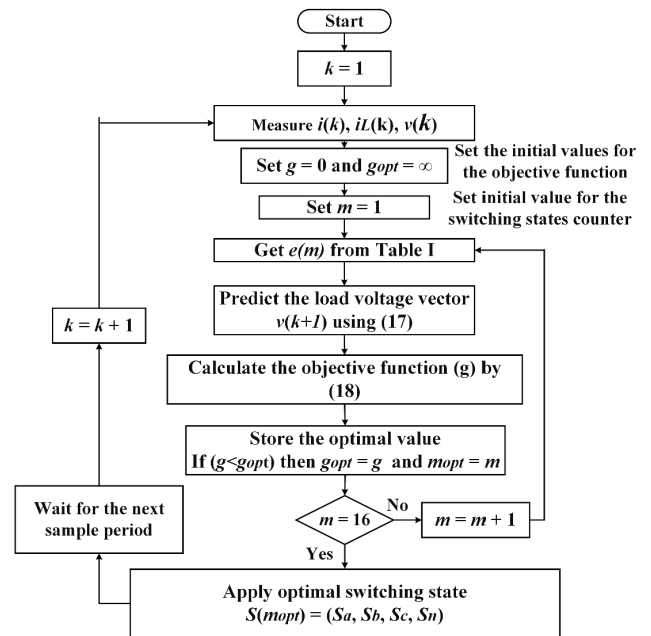 Start
k = 1
Measure i(k), iL(k), v(k)
Set g = 0 and gopt = ∞
Set the initial values for
the objective function
Set m = 1
Set initial value for the
switching states counter
Get e(m) from Table I
Predict the load voltage vector
v(k+1) using (17)
k = k + 1
Calculate the objective function (g) by
(18)
Store the optimal value
If (g<gopt) then gopt = g and mopt = m
Wait for the next
sample period
m = 16
No
m = m + 1
Yes
Apply optimal switching state
S(mopt) = (Sa, Sb, Sc, Sn)